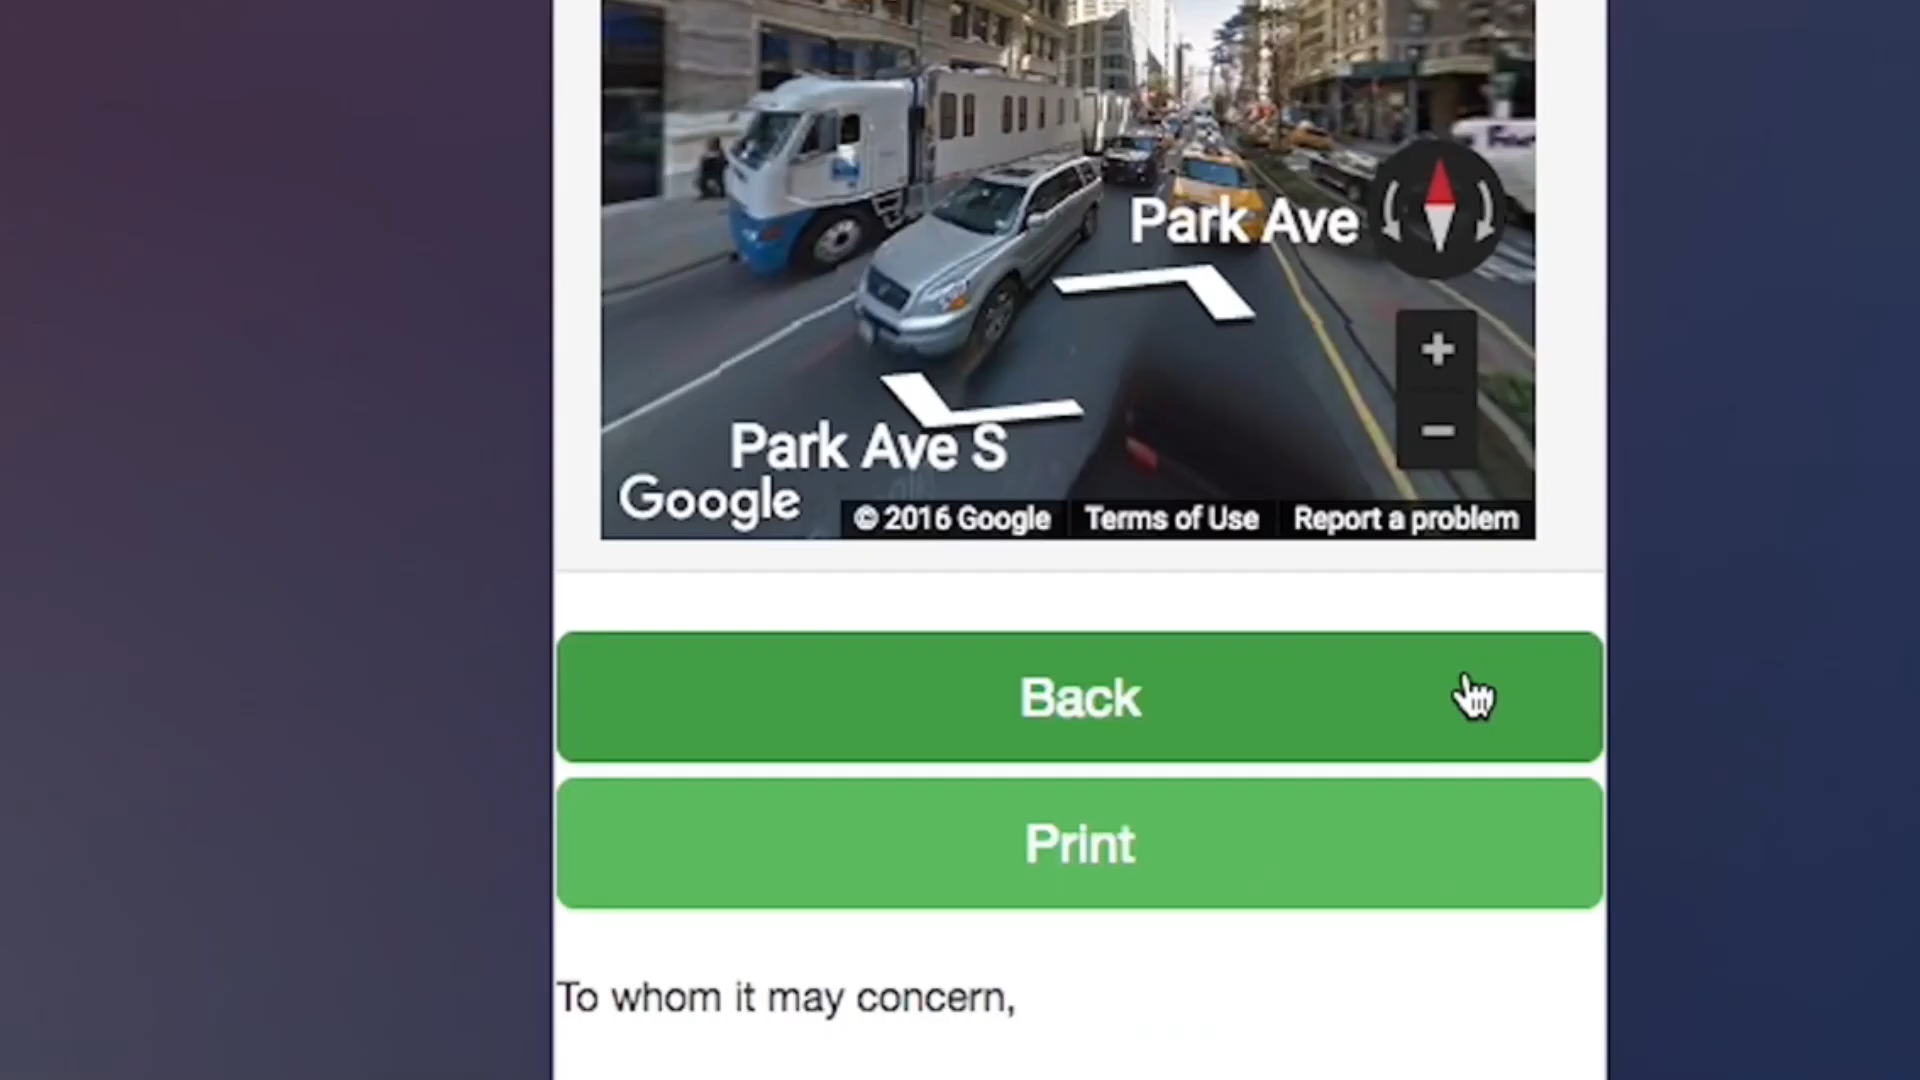 Park Ave
Park Ave S
Google
© 2016 Google
Terms of Use
Report a problem
Back
Print
To whom it may concern,